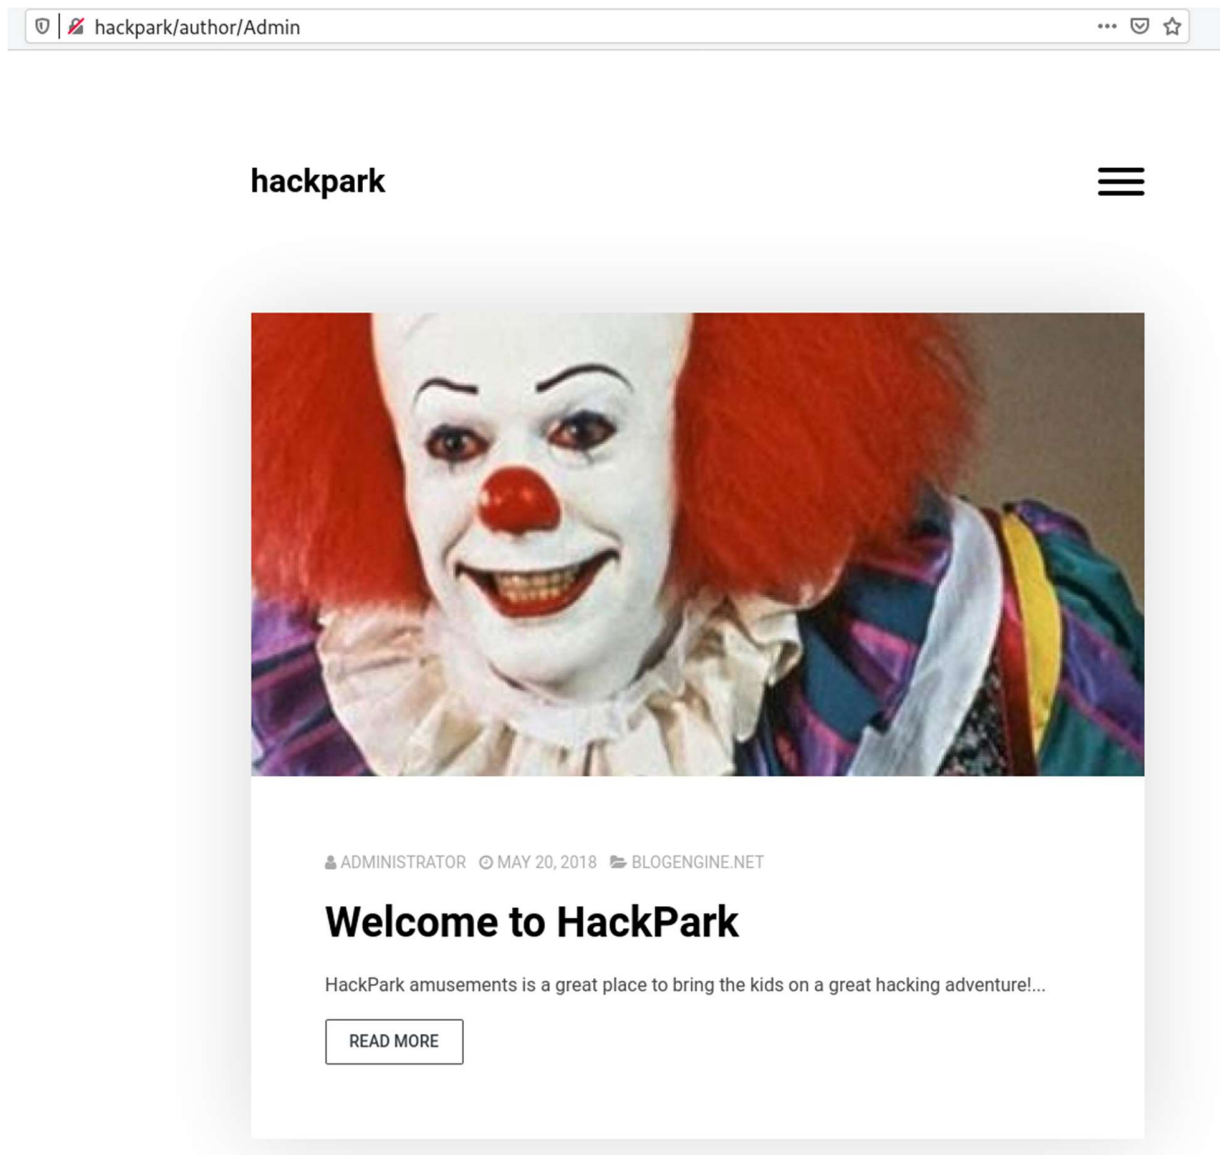 hackpark/author/Admin
hackpark
ADMINISTRATOR MAY 20, 2018 BLOGENGINE.NET
Welcome to HackPark
HackPark amusements is a great place to bring the kids on a great hacking adventure!...
READ MORE